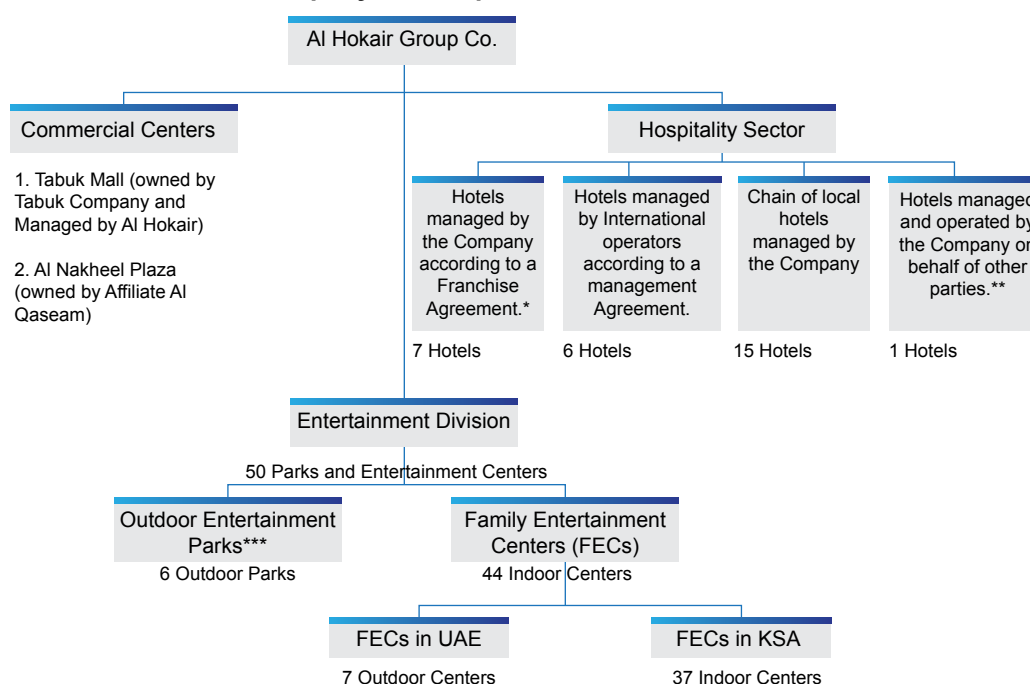 Al Hokair Group Co.
Commercial Centers
Hospitality Sector
1. Tabuk Mall (owned by
Tabuk Company and
Managed by Al Hokair)
2. Al Nakheel Plaza
(owned by Affiliate Al
Qaseam)
Hotels
managed by
the Company
according to a
Franchise
Agreement.*
7 Hotels
Hotels managed
by International
operators
according to a
management
Agreement.
6 Hotels
Chain of local
hotels
managed by
the Company
15 Hotels
Hotels managed
and operated by
the Company on
behalf of other
parties.**
1 Hotels
Entertainment Division
50 Parks and Entertainment Centers
Outdoor Entertainment
Parks***
6 Outdoor Parks
Family Entertainment
Centers (FECs)
44 Indoor Centers
FECs in UAE
7 Outdoor Centers
FECs in KSA
37 Indoor Centers